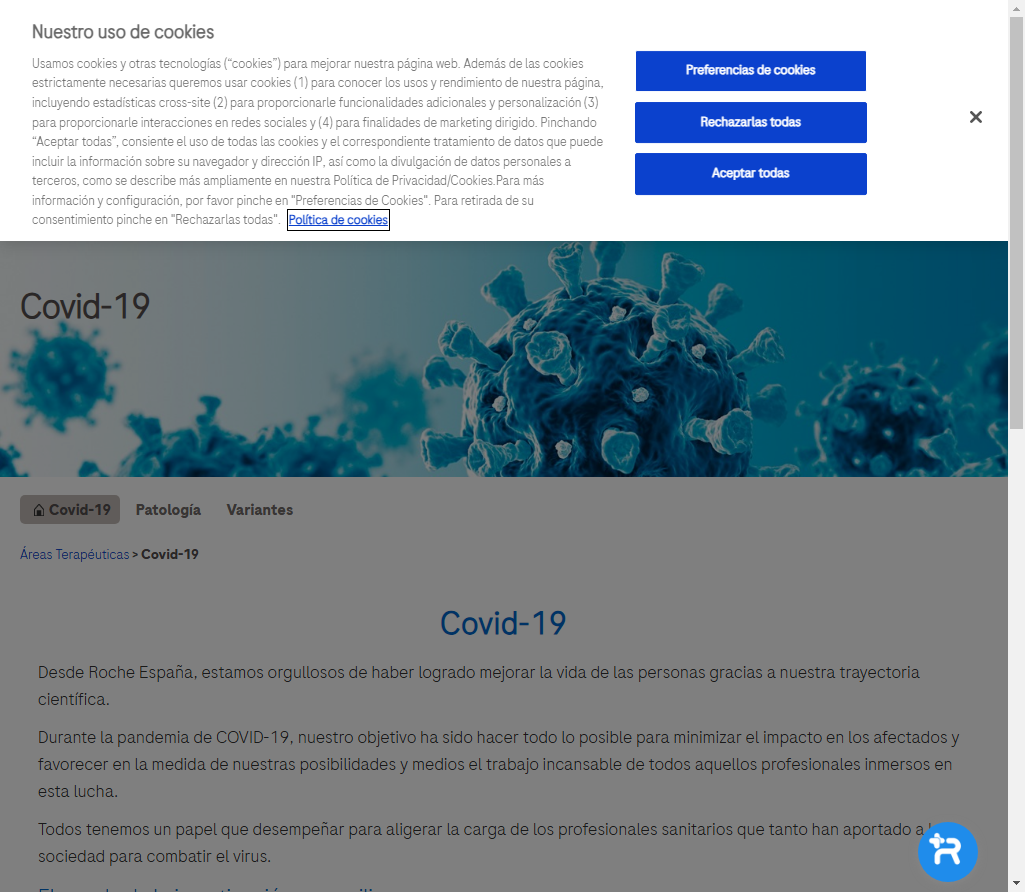 Nuestro uso de cookies
Usamos cookies y otras tecnologías (“cookies”) para mejorar nuestra página web. Además de las cookies
estrictamente necesarias queremos usar cookies (1) para conocer los usos y rendimiento de nuestra página,
incluyendo estadísticas cross-site (2) para proporcionarle funcionalidades adicionales y personalización (3)
para proporcionarle interacciones en redes sociales y (4) para finalidades de marketing dirigido. Pinchando
“Aceptar todas”, consiente el uso de todas las cookies y el correspondiente tratamiento de datos que puede
incluir la información sobre su navegador y dirección IP, así como la divulgación de datos personales a
terceros, como se describe más ampliamente en nuestra Política de Privacidad/Cookies.Para más
información y configuración, por favor pinche en "Preferencias de Cookies". Para retirada de su
consentimiento pinche en "Rechazarlas todas". Política de cookies
Preferencias de cookies
Rechazarlas todas
Aceptar todas
Covid-19
Covid-19 Patología Variantes
Áreas Terapéuticas > Covid-19
Covid-19
Desde Roche España, estamos orgullosos de haber logrado mejorar la vida de las personas gracias a nuestra trayectoria
científica.
Durante la pandemia de COVID-19, nuestro objetivo ha sido hacer todo lo posible para minimizar el impacto en los afectados y
favorecer en la medida de nuestras posibilidades y medios el trabajo incansable de todos aquellos profesionales inmersos en
esta lucha.
Todos tenemos un papel que desempeñar para aligerar la carga de los profesionales sanitarios que tanto han aportado a
sociedad para combatir el virus.